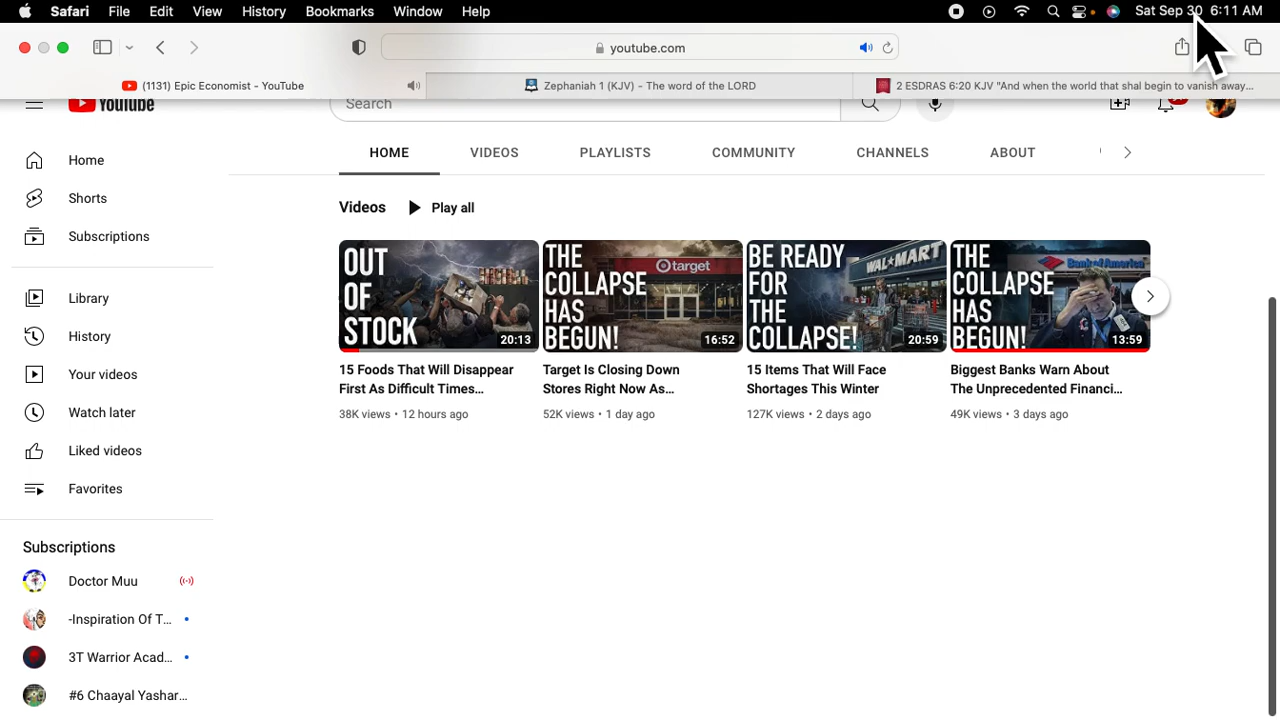 Safari File Edit View History Bookmarks Window Help Sat Sep 30 6:11 AM
youtube.com
(1131) Epic Economist - YouTube
Zephaniah 1 (KJV) - The word of the LORD
2 ESDRAS 6:20 KJV "And when the world that shal begin to vanish away...
YouTube
Search
HOME VIDEOS PLAYLISTS COMMUNITY CHANNELS ABOUT
Home
Shorts
Subscriptions
Library
History
Your videos
Watch later
Liked videos
Favorites
Subscriptions
Doctor Muu
-Inspiration Of T...
3T Warrior Acad...
#6 Chaayal Yashar...
Videos Play all
OUT
OF
STOCK
20:13
15 Foods That Will Disappear
First As Difficult Times...
38K views • 12 hours ago
THE
COLLAPSE
HAS
BEGUN!
target
16:52
Target Is Closing Down
Stores Right Now As...
52K views • 1 day ago
BE READY
FOR
THE
COLLAPSE!
WAL★MART
20:59
15 Items That Will Face
Shortages This Winter
127K views • 2 days ago
THE
COLLAPSE
HAS
BEGUN!
Bank of America
13:59
Biggest Banks Warn About
The Unprecedented Financi...
49K views • 3 days ago